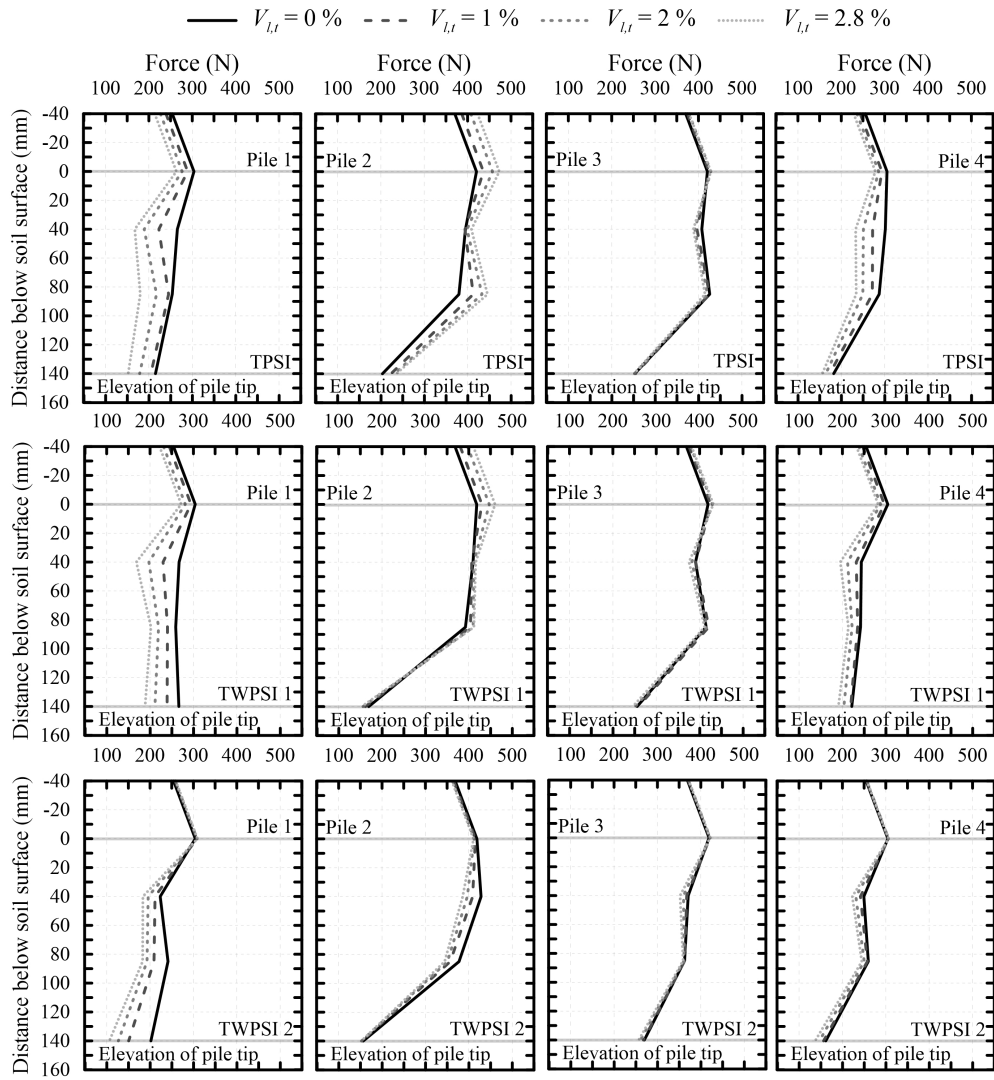 V_{l,t} = 0 % V_{l,t} = 1 % V_{l,t} = 2 % V_{l,t} = 2.8 %
Force (N) Force (N) Force (N) Force (N)
100 200 300 400 500 100 200 300 400 500 100 200 300 400 500 100 200 300 400 500
Distance below soil surface (mm)
-40
-20
0
20
40
60
80
100
120
140
160
Pile 1
TPSI
Elevation of pile tip
Pile 2
TPSI
Elevation of pile tip
Pile 3
TPSI
Elevation of pile tip
Pile 4
TPSI
Elevation of pile tip
100 200 300 400 500 100 200 300 400 500 100 200 300 400 500 100 200 300 400 500
Distance below soil surface (mm)
-40
-20
0
20
40
60
80
100
120
140
160
Pile 1
TWPSI 1
Elevation of pile tip
Pile 2
TWPSI 1
Elevation of pile tip
Pile 3
TWPSI 1
Elevation of pile tip
Pile 4
TWPSI 1
Elevation of pile tip
100 200 300 400 500 100 200 300 400 500 100 200 300 400 500 100 200 300 400 500
Distance below soil surface (mm)
-40
-20
0
20
40
60
80
100
120
140
160
Pile 1
TWPSI 2
Elevation of pile tip
Pile 2
TWPSI 2
Elevation of pile tip
Pile 3
TWPSI 2
Elevation of pile tip
Pile 4
TWPSI 2
Elevation of pile tip